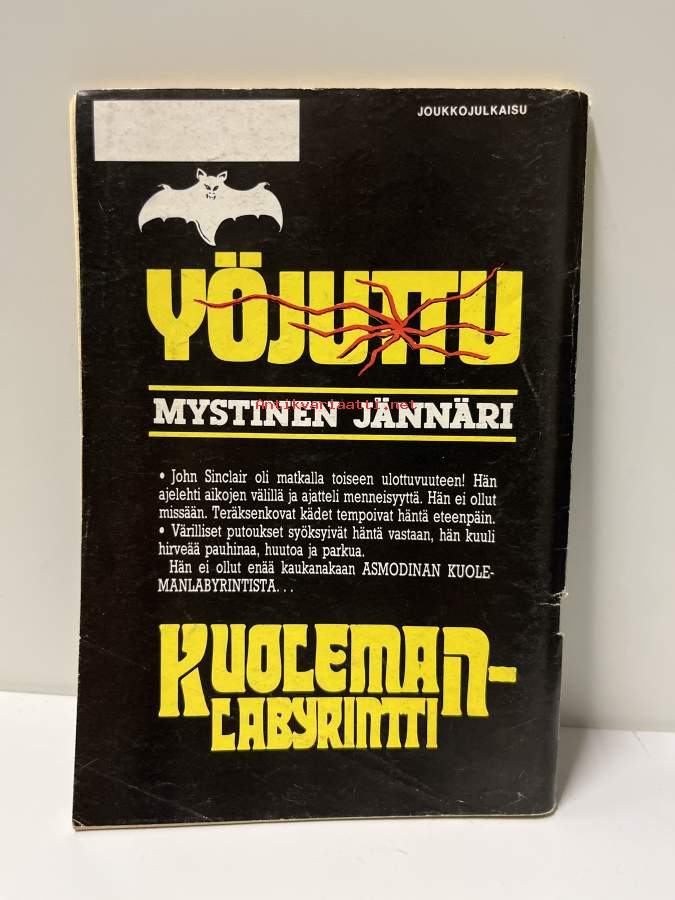 JOUKKOJULKAISU
YÖJUTTU
MYSTINEN JÄNNÄRI
antikvariaatti.net
• John Sinclair oli matkalla toiseen ulottuvuuteen! Hän
ajelehti aikojen välillä ja ajatteli menneisyyttä. Hän ei ollut
missään. Teräksenkovat kädet tempoivat häntä eteenpäin.
• Värilliset putoukset syöksyivät häntä vastaan, hän kuuli
hirveää pauhinaa, huutoa ja parkua.
Hän ei ollut enää kaukanakaan ASMODINAN KUOLE-
MANLABYRINTISTA...
KUOLEMAN-
LABYRINTTI